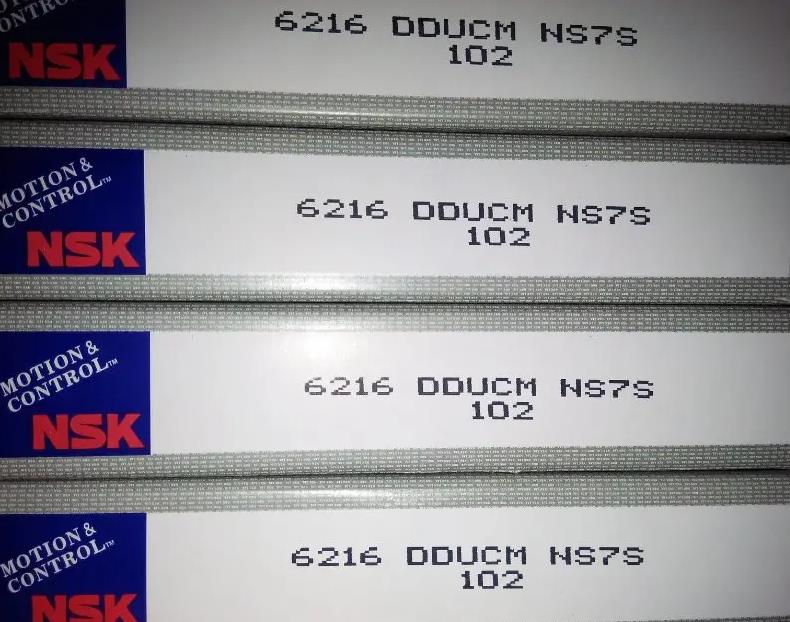 NSK
6216 DDUCM NS7S
102
MOTION &
CONTROL™
NSK
6216 DDUCM NS7S
102
MOTION &
CONTROL™
NSK
6216 DDUCM NS7S
102
MOTION &
CONTROL™
NSK
6216 DDUCM NS7S
102